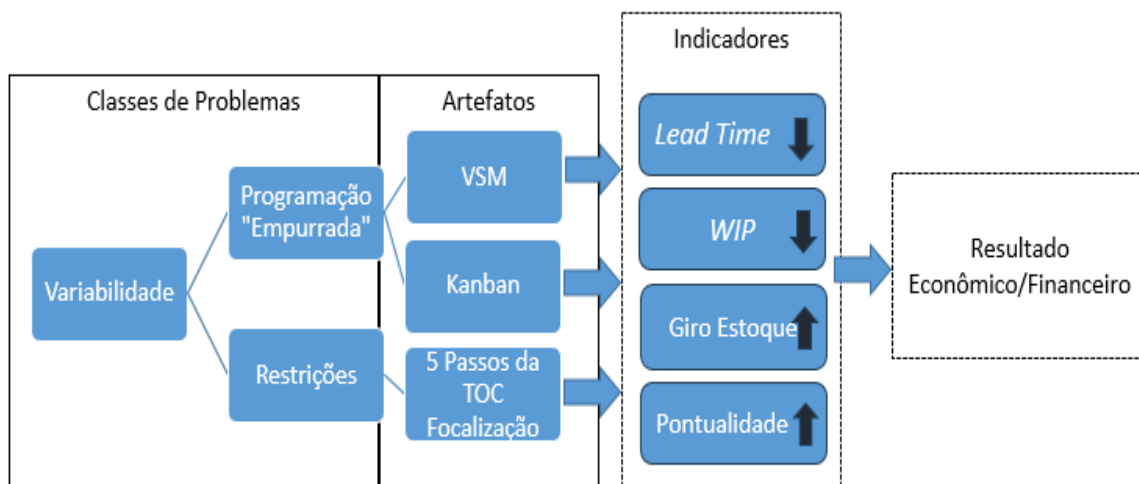 Classes de Problemas
Artefatos
Indicadores
Variabilidade
Programação
"Empurrada"
Restrições
VSM
Kanban
5 Passos da
TOC
Focalização
Lead Time
WIP
Giro Estoque
Pontualidade
Resultado
Econômico/Financeiro